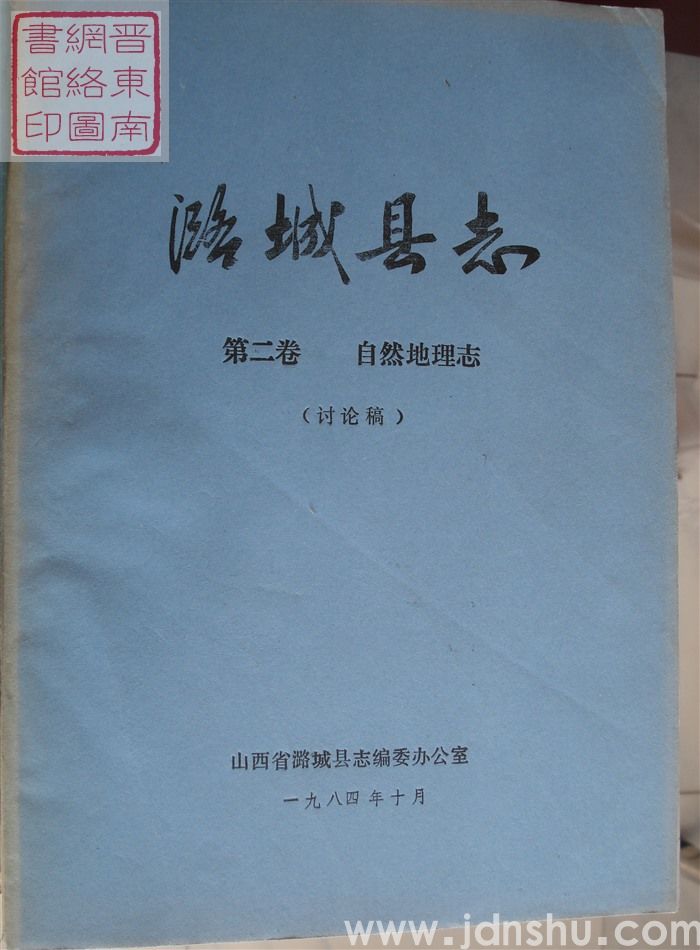 晋東南
網絡圖
書館印
潞城县志
第二卷 自然地理志
（讨论稿）
山西省潞城县志编委办公室
一九八四年十月
www.jdnshu.com